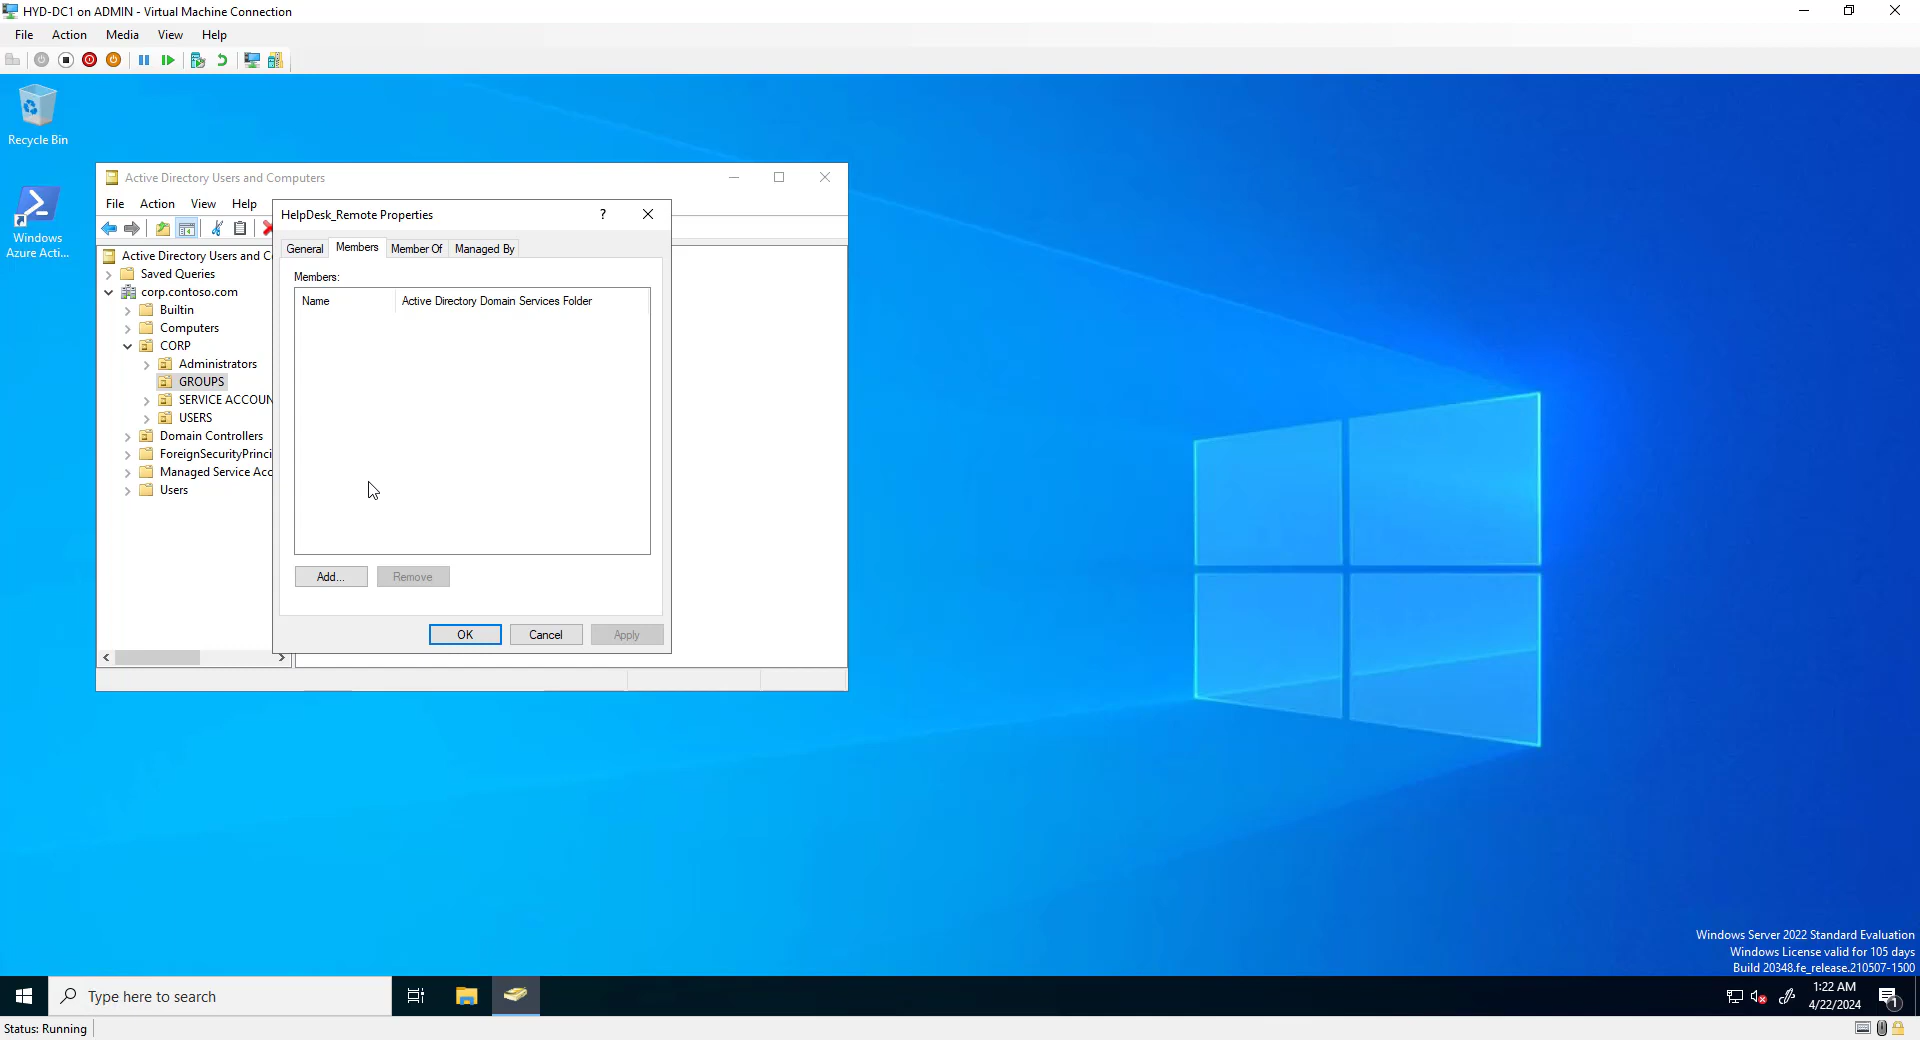 HYD-DC1 on ADMIN - Virtual Machine Connection
File Action Media View Help
Recycle Bin
Windows
Azure Acti...
Active Directory Users and Computers
File Action View Help
HelpDesk_Remote Properties
?
General Members Member Of Managed By
Members:
Name Active Directory Domain Services Folder
Active Directory Users and C
Saved Queries
corp.contoso.com
Builtin
Computers
CORP
Administrators
GROUPS
SERVICE ACCOUN
USERS
Domain Controllers
ForeignSecurityPrinci
Managed Service Acc
Users
Add... Remove
OK Cancel Apply
Windows Server 2022 Standard Evaluation
Windows License valid for 105 days
Build 20348.fe_release.210507-1500
Type here to search
1:22 AM
4/22/2024
1
Status: Running